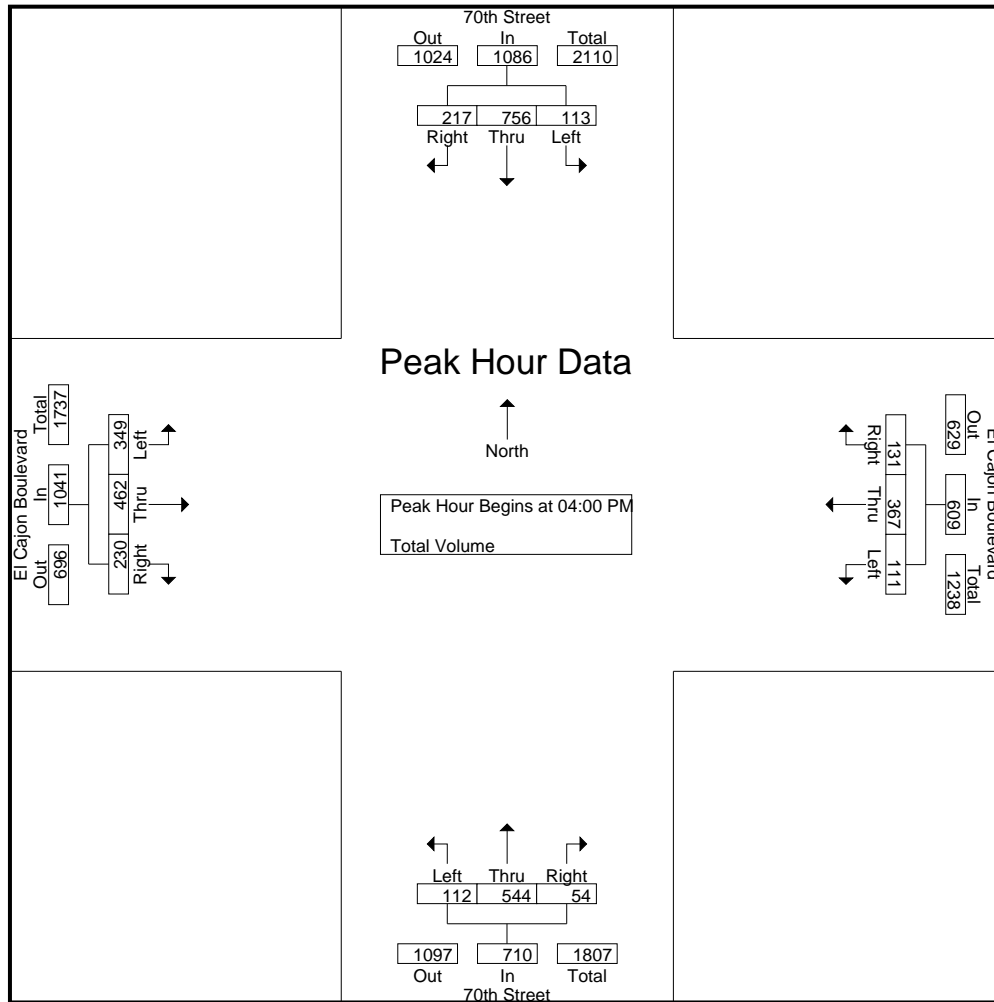 70th Street
Out In Total
1024 1086 2110
217 756 113
Right Thru Left
Peak Hour Data
North
Peak Hour Begins at 04:00 PM
Total Volume
El Cajon Boulevard
Out In Total
696 1041 1737
230 462 349
Right Thru Left
El Cajon Boulevard
Out In Total
629 609 1238
131 367 111
Right Thru Left
Left Thru Right
112 544 54
1097 710 1807
Out In Total
70th Street